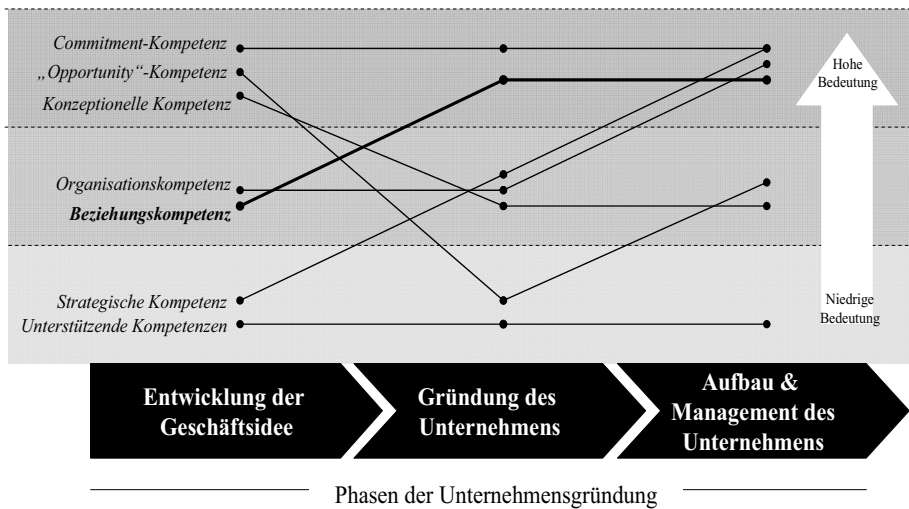 Commitment-Kompetenz
„Opportunity“-Kompetenz
Konzeptionelle Kompetenz
Organisationskompetenz
Beziehungskompetenz
Strategische Kompetenz
Unterstützende Kompetenzen
Hohe
Bedeutung
Niedrige
Bedeutung
Entwicklung der
Geschäftsidee
Gründung des
Unternehmens
Aufbau &
Management des
Unternehmens
Phasen der Unternehmensgründung